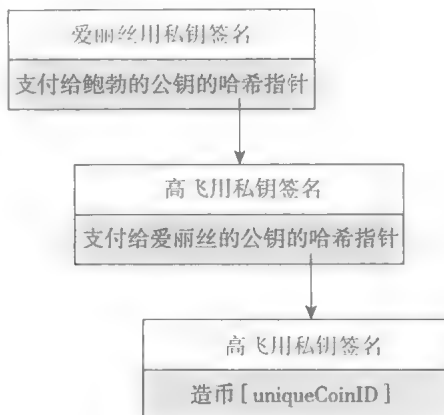 爱丽丝用私钥签名
支付给鲍勃的公钥的哈希指针
高飞用私钥签名
支付给爱丽丝的公钥的哈希指针
高飞用私钥签名
造币[uniqueCoinID]